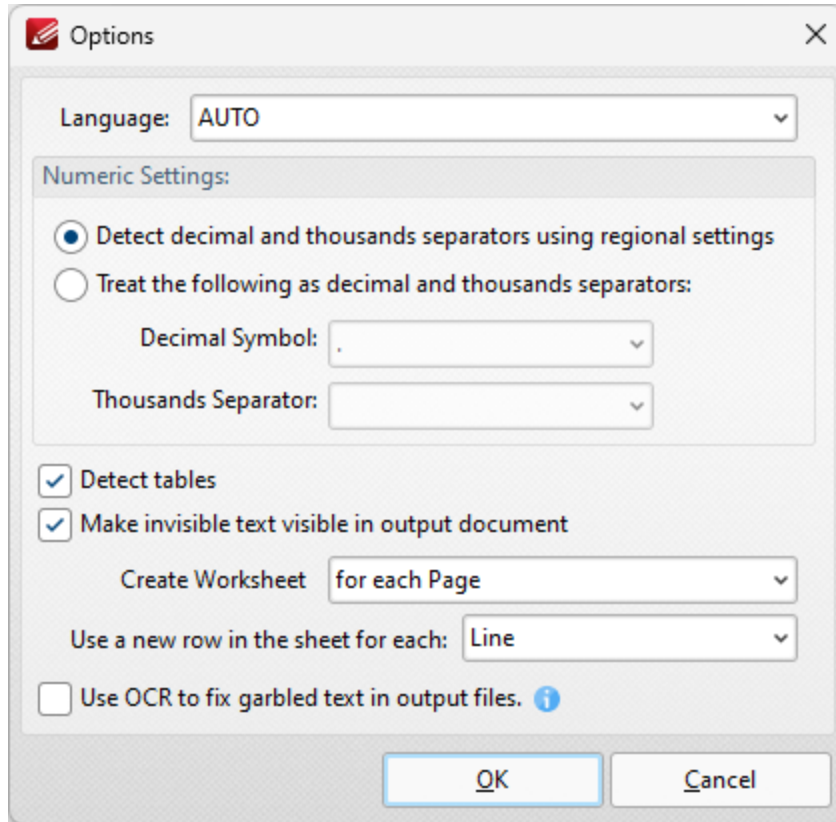 Options
Language: AUTO
Numeric Settings:
Detect decimal and thousands separators using regional settings
Treat the following as decimal and thousands separators:
Decimal Symbol: .
Thousands Separator:
Detect tables
Make invisible text visible in output document
Create Worksheet for each Page
Use a new row in the sheet for each: Line
Use OCR to fix garbled text in output files. i
OK Cancel